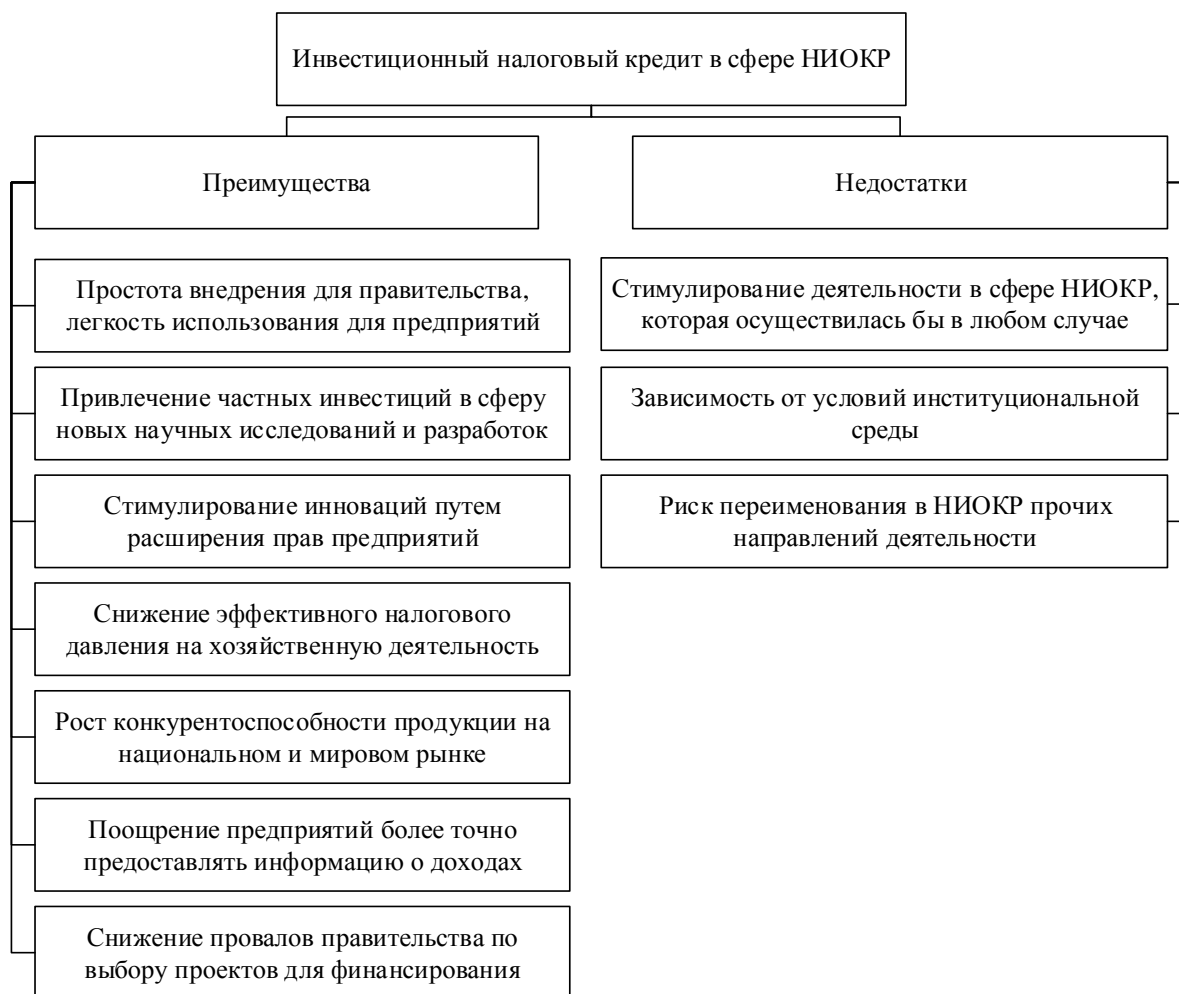 Инвестиционный налоговый кредит в сфере НИОКР
Преимущества
Простота внедрения для правительства,
легкость использования для предприятий
Привлечение частных инвестиций в сферу
новых научных исследований и разработок
Стимулирование инноваций путем
расширения прав предприятий
Снижение эффективного налогового
давления на хозяйственную деятельность
Рост конкурентоспособности продукции на
национальном и мировом рынке
Поощрение предприятий более точно
предоставлять информацию о доходах
Снижение провалов правительства по
выбору проектов для финансирования
Недостатки
Стимулирование деятельности в сфере НИОКР,
которая осуществилась бы в любом случае
Зависимость от условий институциональной
среды
Риск переименования в НИОКР прочих
направлений деятельности